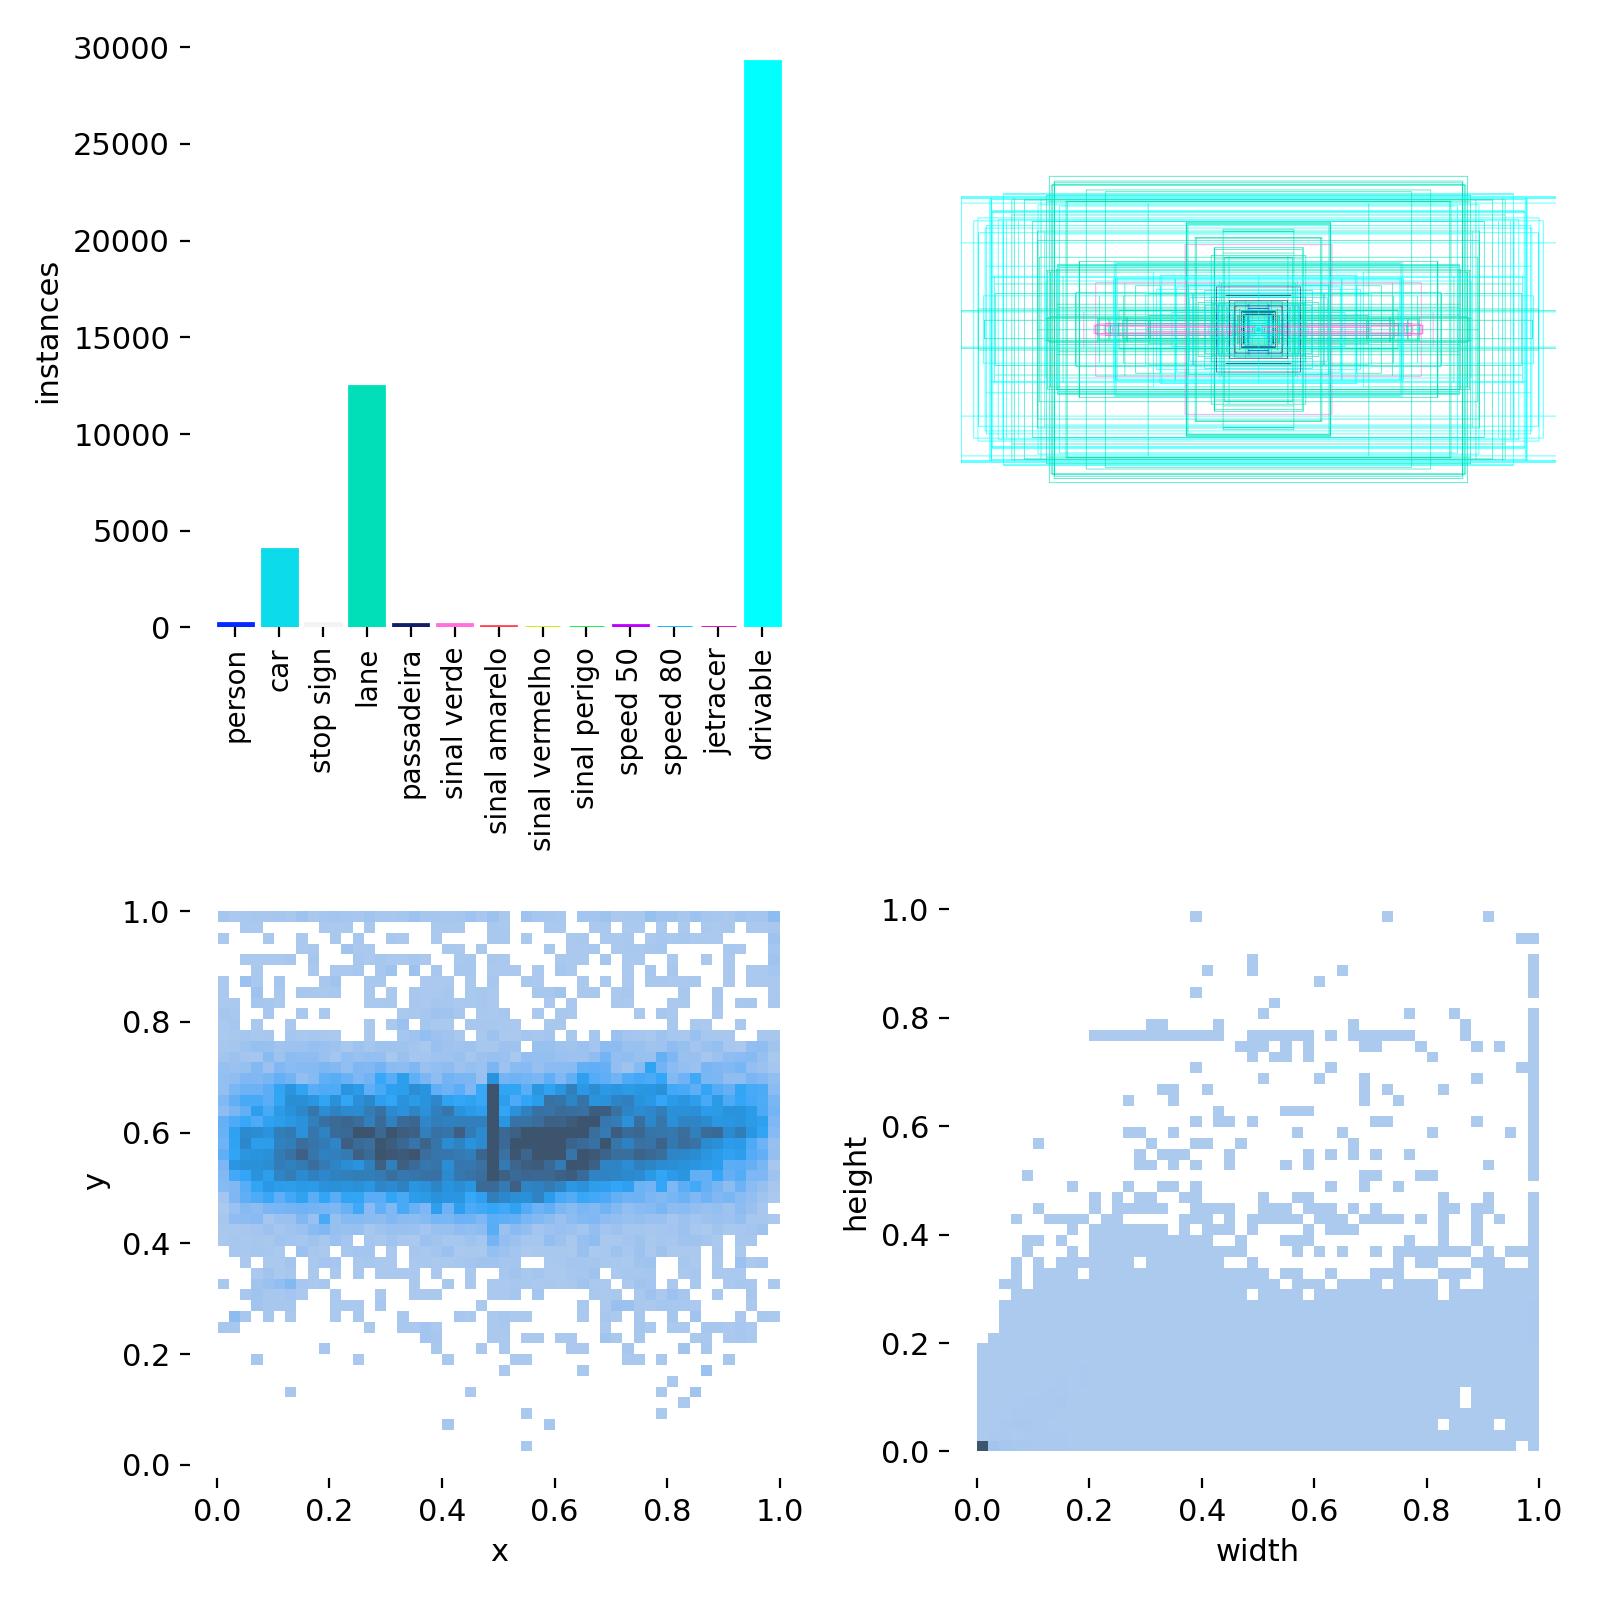 30000
25000
20000
15000
10000
5000
0
instances
person
car
stop sign
lane
passadeira
sinal verde
sinal amarelo
sinal vermelho
sinal perigo
speed 50
speed 80
jetracer
drivable
1.0
0.8
0.6
0.4
0.2
0.0
y
0.0 0.2 0.4 0.6 0.8 1.0
x
1.0
0.8
0.6
0.4
0.2
0.0
height
0.0 0.2 0.4 0.6 0.8 1.0
width